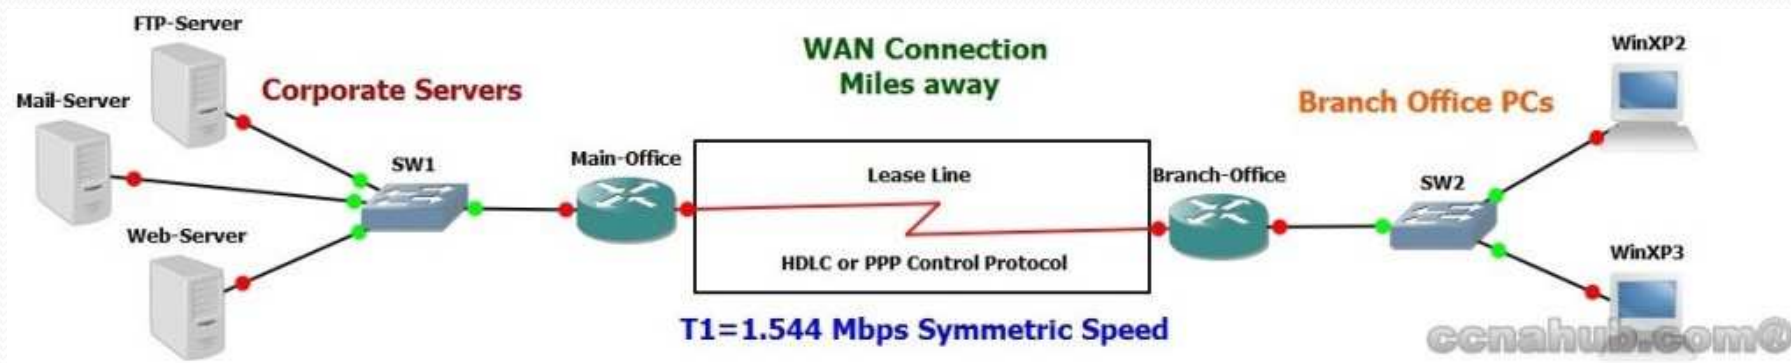 FTP-Server
Mail-Server
Corporate Servers
Web-Server
SW1
Main-Office
WAN Connection
Miles away
Lease Line
HDLC or PPP Control Protocol
T1=1.544 Mbps Symmetric Speed
Branch-Office
Branch Office PCs
SW2
WinXP2
WinXP3
ccnahub.com@